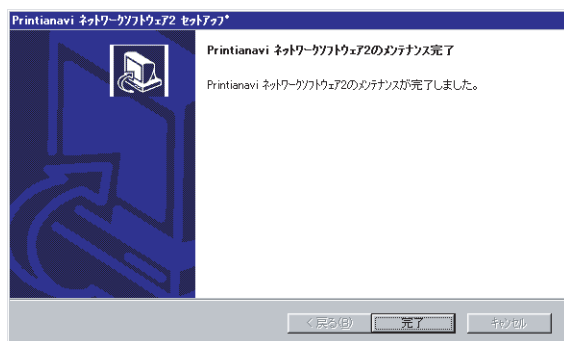 Printianavi ネットワークソフトウェア2 セットアップ
Printianavi ネットワークソフトウェア2のメンテナンス完了
Printianavi ネットワークソフトウェア2のメンテナンスが完了しました。
< 戻る(B) 完了 キャンセル